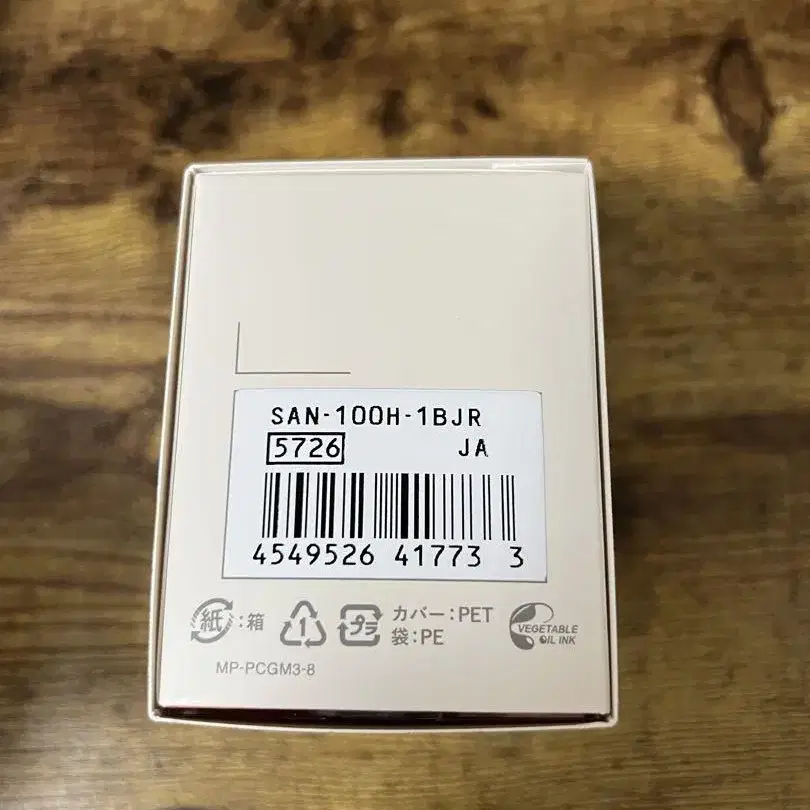 SAN-100H-1BJR
5726 JA
4549526 41773 3
紙:箱 1 プラ カバー:PET
袋:PE
VEGETABLE
OIL INK
MP-PCGM3-8